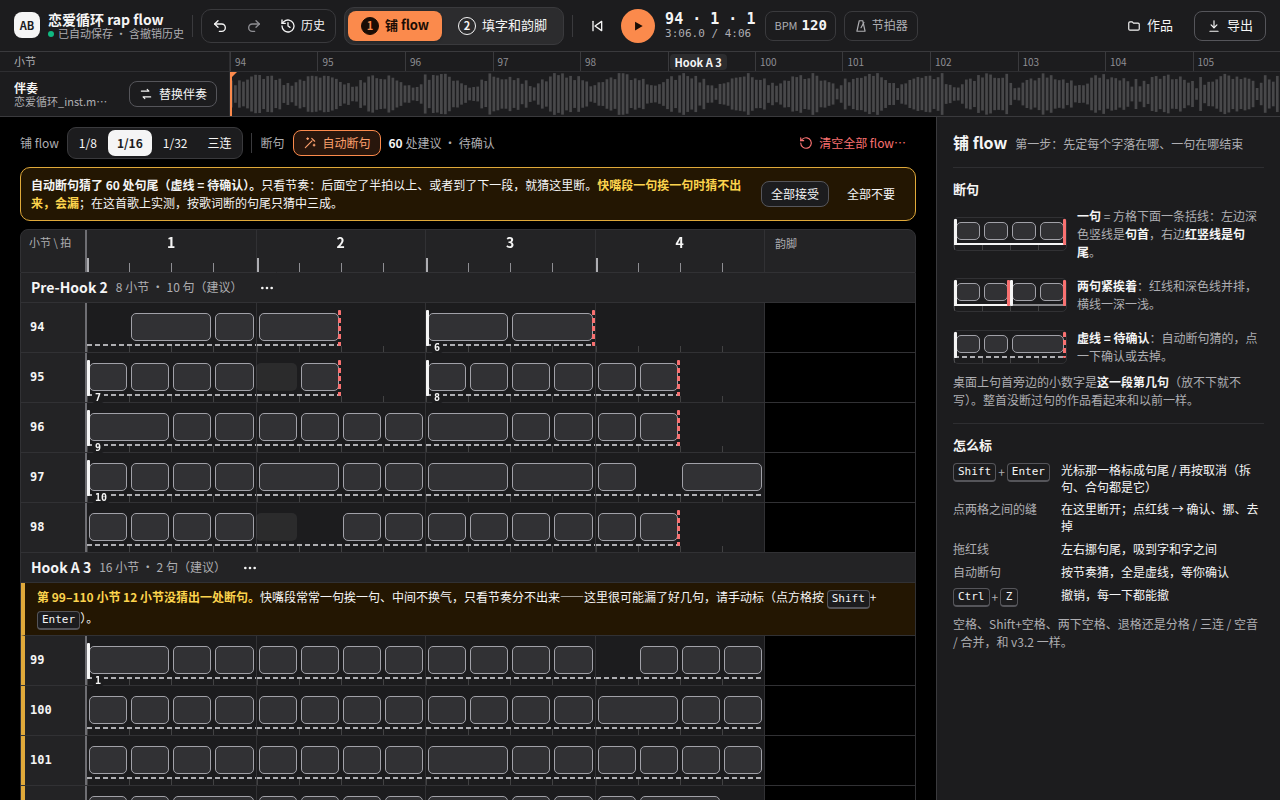 AB
恋爱循环 rap flow
已自动保存 · 含撤销历史
历史
1 铺 flow
2 填字和韵脚
94 · 1 · 1
3:06.0 / 4:06
BPM 120
节拍器
作品
导出
小节
94
95
96
97
98
Hook A 3
100
101
102
103
104
105
伴奏
恋爱循环_inst.m…
替换伴奏
铺 flow
1/8
1/16
1/32
三连
断句
自动断句
60 处建议 · 待确认
清空全部 flow…
自动断句猜了 60 处句尾（虚线 = 待确认）。只看节奏：后面空了半拍以上、或者到了下一段，就猜这里断。快嘴段一句挨一句时猜不出
来，会漏；在这首歌上实测，按歌词断的句尾只猜中三成。
全部接受
全部不要
小节 \ 拍
1
2
3
4
韵脚
Pre-Hook 2 8 小节 · 10 句（建议） ···
94
6
95
7
8
96
9
97
10
98
Hook A 3 16 小节 · 2 句（建议） ···
第 99–110 小节 12 小节没猜出一处断句。快嘴段常常一句挨一句、中间不换气，只看节奏分不出来——这里很可能漏了好几句，请手动标（点方格按 Shift +
Enter）。
99
1
100
101
铺 flow 第一步：先定每个字落在哪、一句在哪结束
断句
一句 = 方格下面一条括线：左边深
色竖线是句首，右边红竖线是句
尾。
两句紧挨着：红线和深色线并排，
横线一深一浅。
虚线 = 待确认：自动断句猜的，点
一下确认或去掉。
桌面上句首旁边的小数字是这一段第几句（放不下就不
写）。整首没断过句的作品看起来和以前一样。
怎么标
Shift + Enter 光标那一格标成句尾 / 再按取消（拆
句、合句都是它）
点两格之间的缝 在这里断开；点红线 → 确认、挪、去
掉
拖红线 左右挪句尾，吸到字和字之间
自动断句 按节奏猜，全是虚线，等你确认
Ctrl + Z 撤销，每一下都能撤
空格、Shift+空格、两下空格、退格还是分格 / 三连 / 空音
/ 合并，和 v3.2 一样。